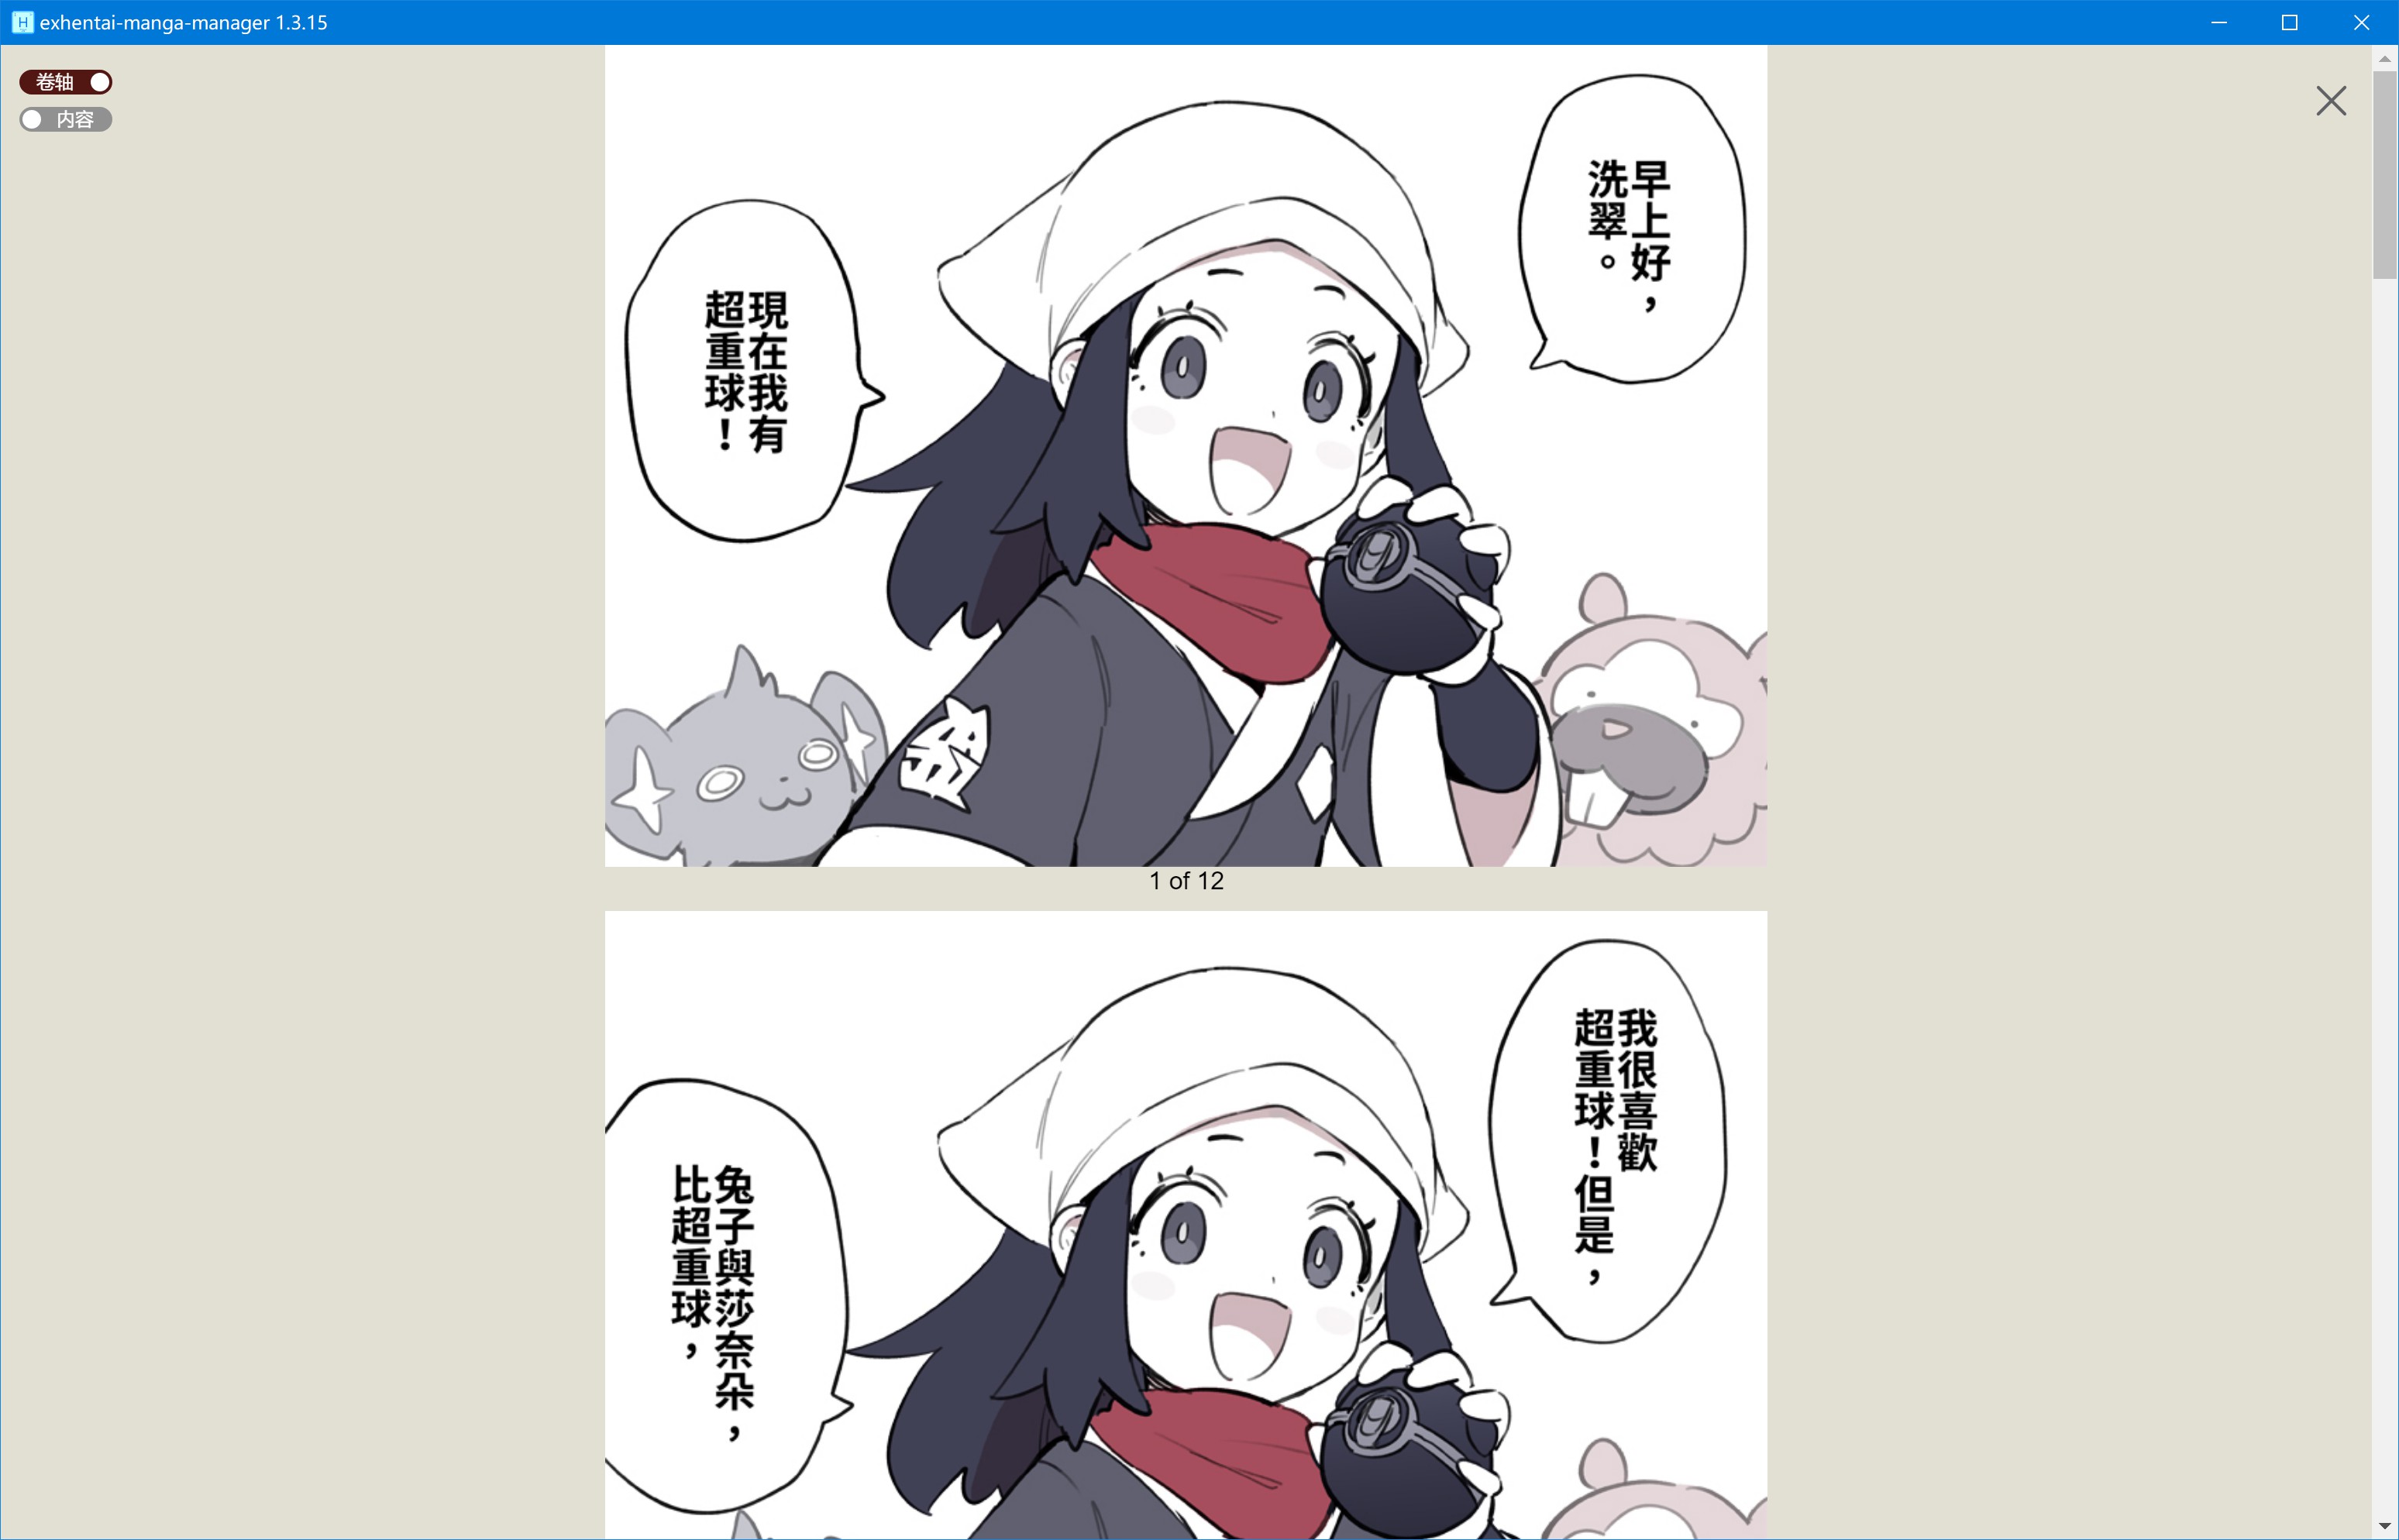 exhentai-manga-manager 1.3.15
卷轴
内容
早上好，
洗翠。
現在我有
超重球！
1 of 12
我很喜歡
超重球！但是，
兔子與莎奈朵，
比超重球，